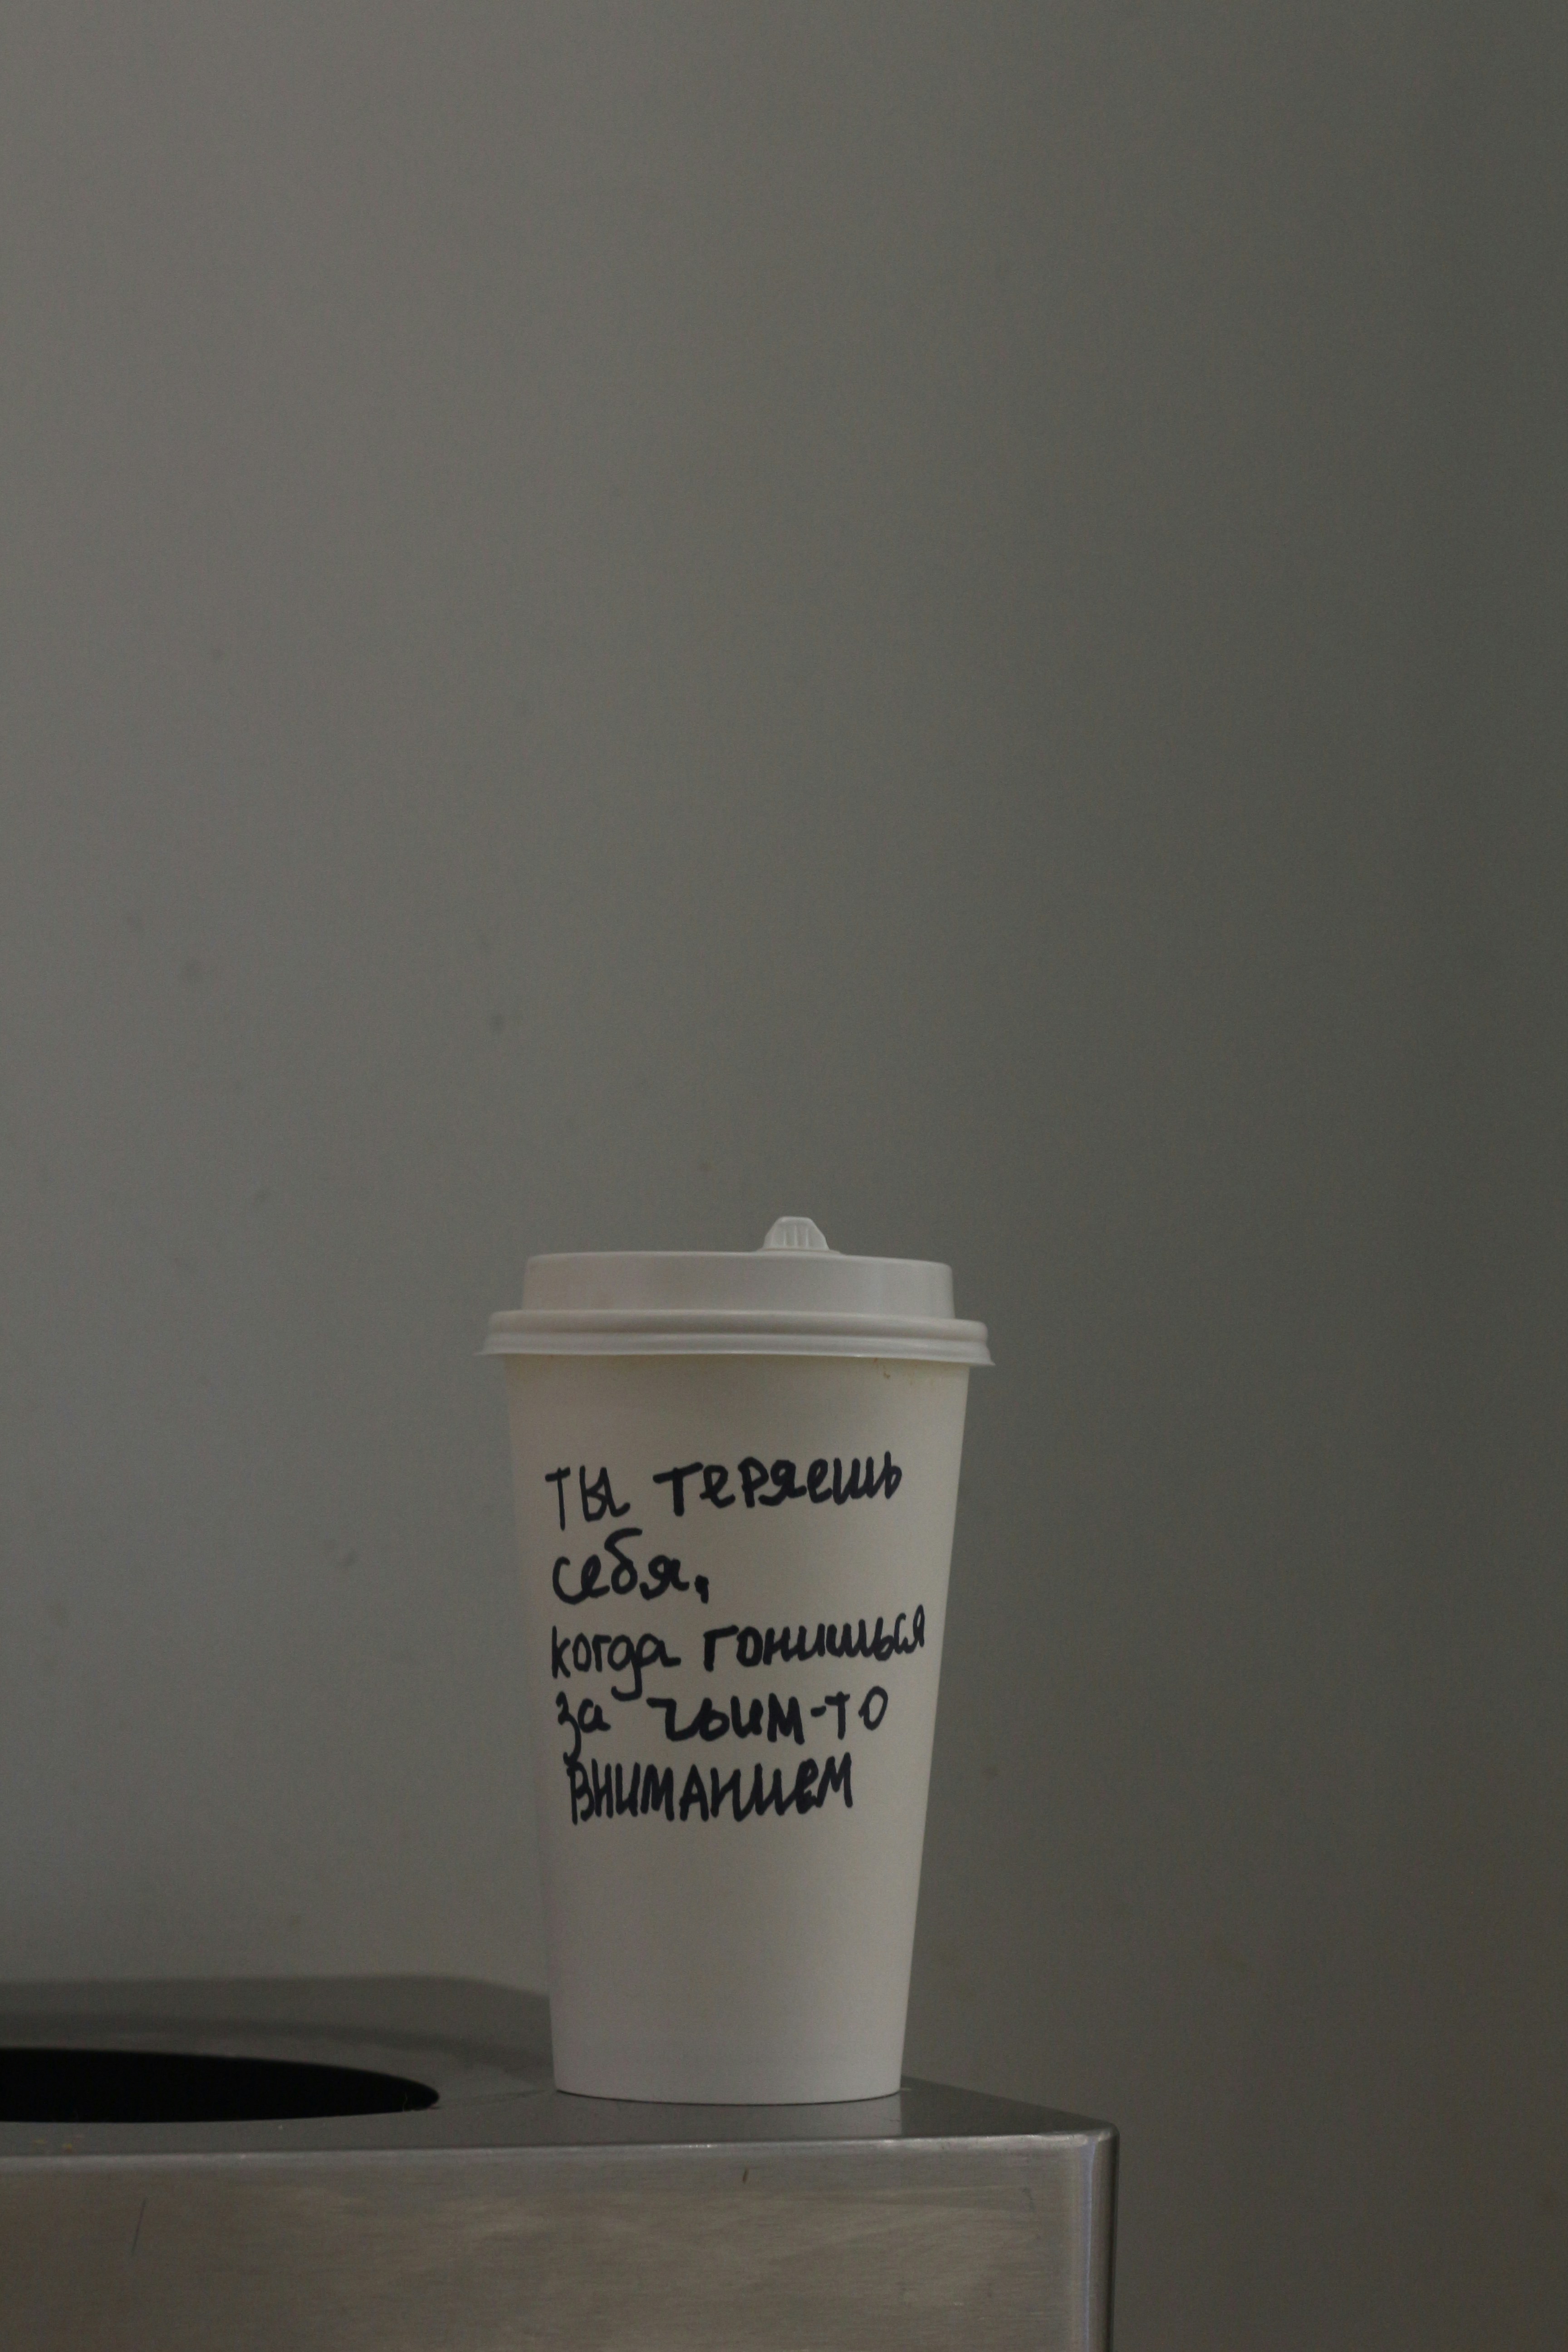 ты теряешь
себя,
когда гонишься
за чьим-то
вниманием